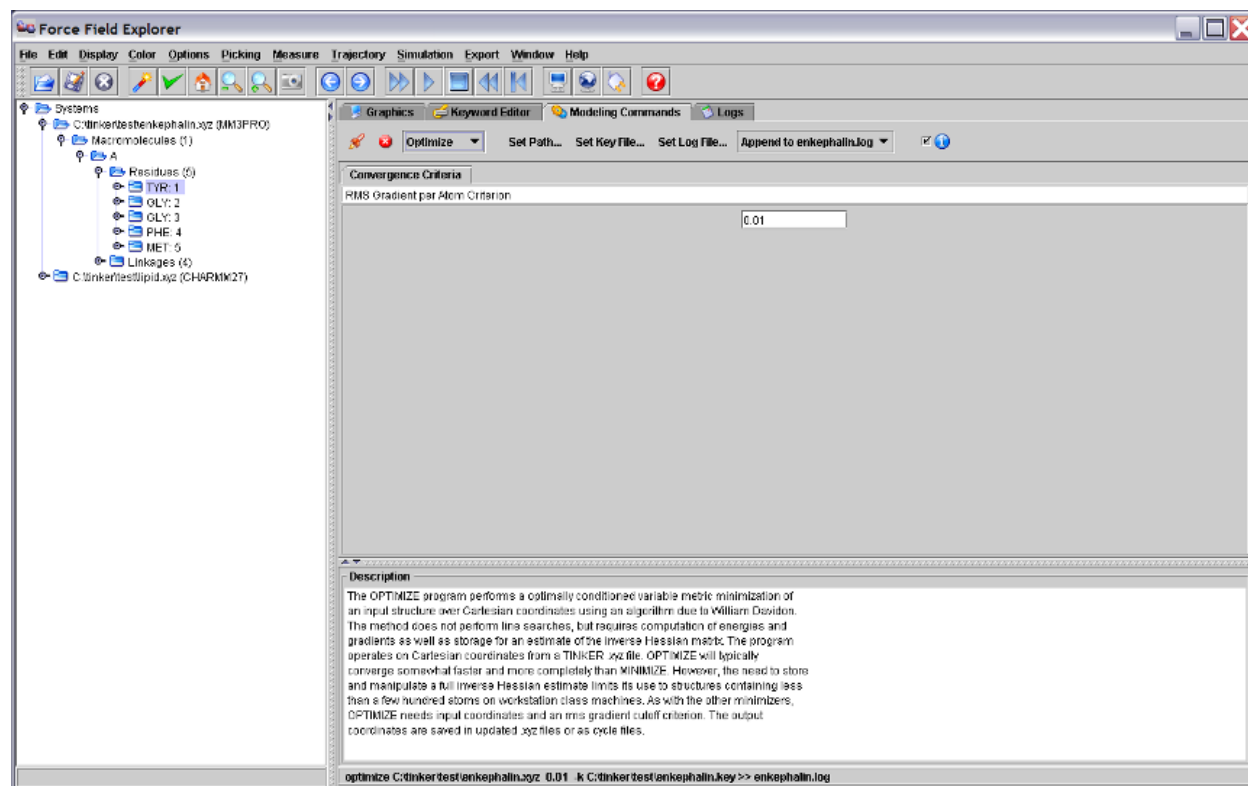 Force Field Explorer
File Edit Display Color Options Picking Measure Trajectory Simulation Export Window Help
Systems
C:\tinker\test\enkephalin.xyz (MM3PRO)
Macromolecules (1)
A
Residues (5)
TYR: 1
GLY: 2
GLY: 3
PHE: 4
MET: 5
Linkages (4)
C:\tinker\test\lipid.xyz (CHARMM27)
Graphics Keyword Editor Modeling Commands Logs
Optimize Set Path... Set Key File... Set Log File... Append to enkephalin.log
Convergence Criteria
RMS Gradient per Atom Criterion
0.01
Description
The OPTIMIZE program performs a optimally conditioned variable metric minimization of
an input structure over Cartesian coordinates using an algorithm due to William Davidon.
The method does not perform line searches, but requires computation of energies and
gradients as well as storage for an estimate of the inverse Hessian matrix. The program
operates on Cartesian coordinates from a TINKER .xyz file. OPTIMIZE will typically
converge somewhat faster and more completely than MINIMIZE. However, the need to store
and manipulate a full inverse Hessian estimate limits its use to structures containing less
than a few hundred atoms on workstation class machines. As with the other minimizers,
OPTIMIZE needs input coordinates and an rms gradient cutoff criterion. The output
coordinates are saved in updated .xyz files or as cycle files.
optimize C:\tinker\test\enkephalin.xyz 0.01 -k C:\tinker\test\enkephalin.key >> enkephalin.log